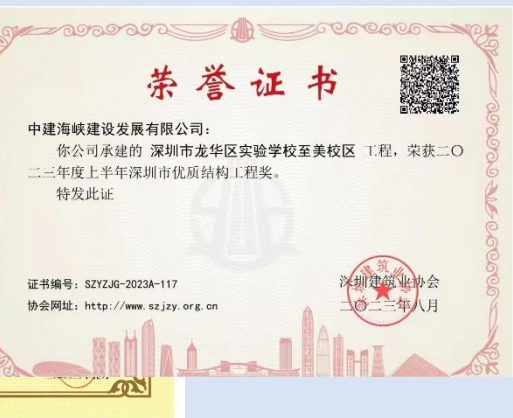 荣誉证书
中建海峡建设发展有限公司：
你公司承建的 深圳市龙华区实验学校至美校区 工程，荣获二〇
二三年度上半年深圳市优质结构工程奖。
特发此证
证书编号：SZYZJG-2023A-117
深圳建筑业协会
协会网址：http://www.szjzy.org.cn
二〇二三年八月